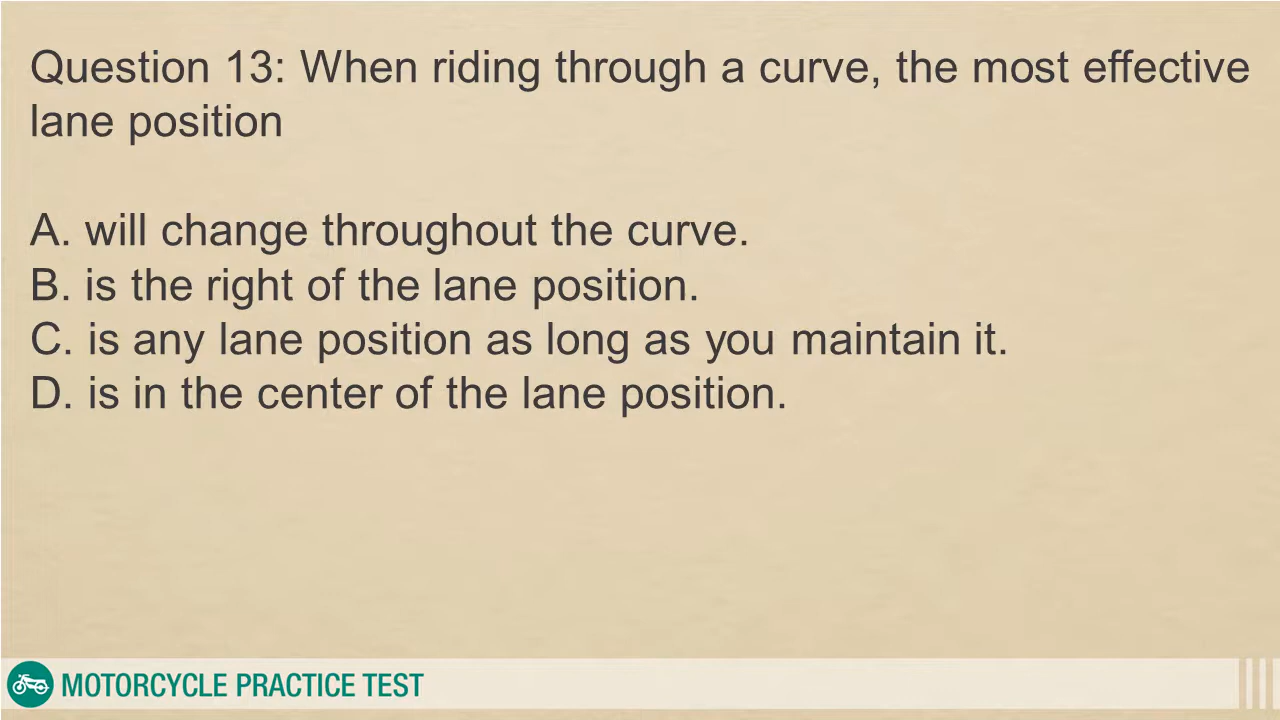 Question 13: When riding through a curve, the most effective
lane position
A. will change throughout the curve.
B. is the right of the lane position.
C. is any lane position as long as you maintain it.
D. is in the center of the lane position.
MOTORCYCLE PRACTICE TEST